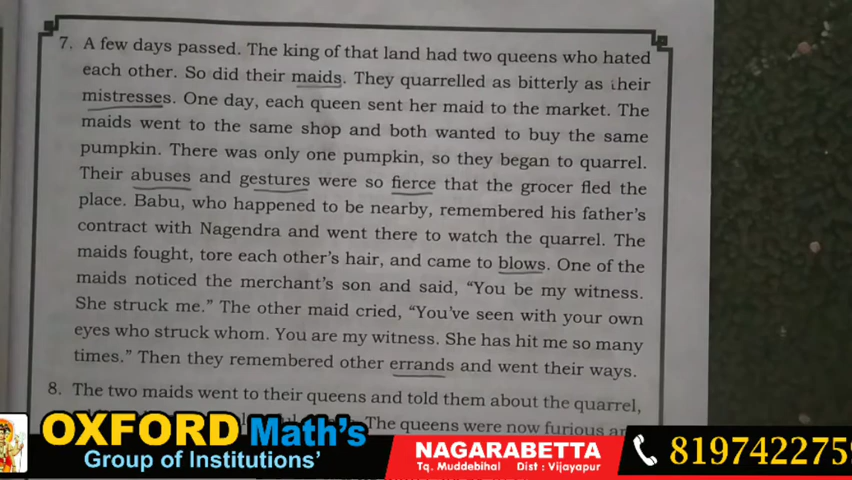 7. A few days passed. The king of that land had two queens who hated
each other. So did their maids. They quarrelled as bitterly as their
mistresses. One day, each queen sent her maid to the market. The
maids went to the same shop and both wanted to buy the same
pumpkin. There was only one pumpkin, so they began to quarrel.
Their abuses and gestures were so fierce that the grocer fled the
place. Babu, who happened to be nearby, remembered his father's
contract with Nagendra and went there to watch the quarrel. The
maids fought, tore each other's hair, and came to blows. One of the
maids noticed the merchant's son and said, "You be my witness.
She struck me." The other maid cried, "You've seen with your own
eyes who struck whom. You are my witness. She has hit me so many
times." Then they remembered other errands and went their ways.
8. The two maids went to their queens and told them about the quarrel,
The queens were now furious
OXFORD Math's
Group of Institutions'
NAGARABETTA
Tq. Muddebihal Dist : Vijayapur
819742275